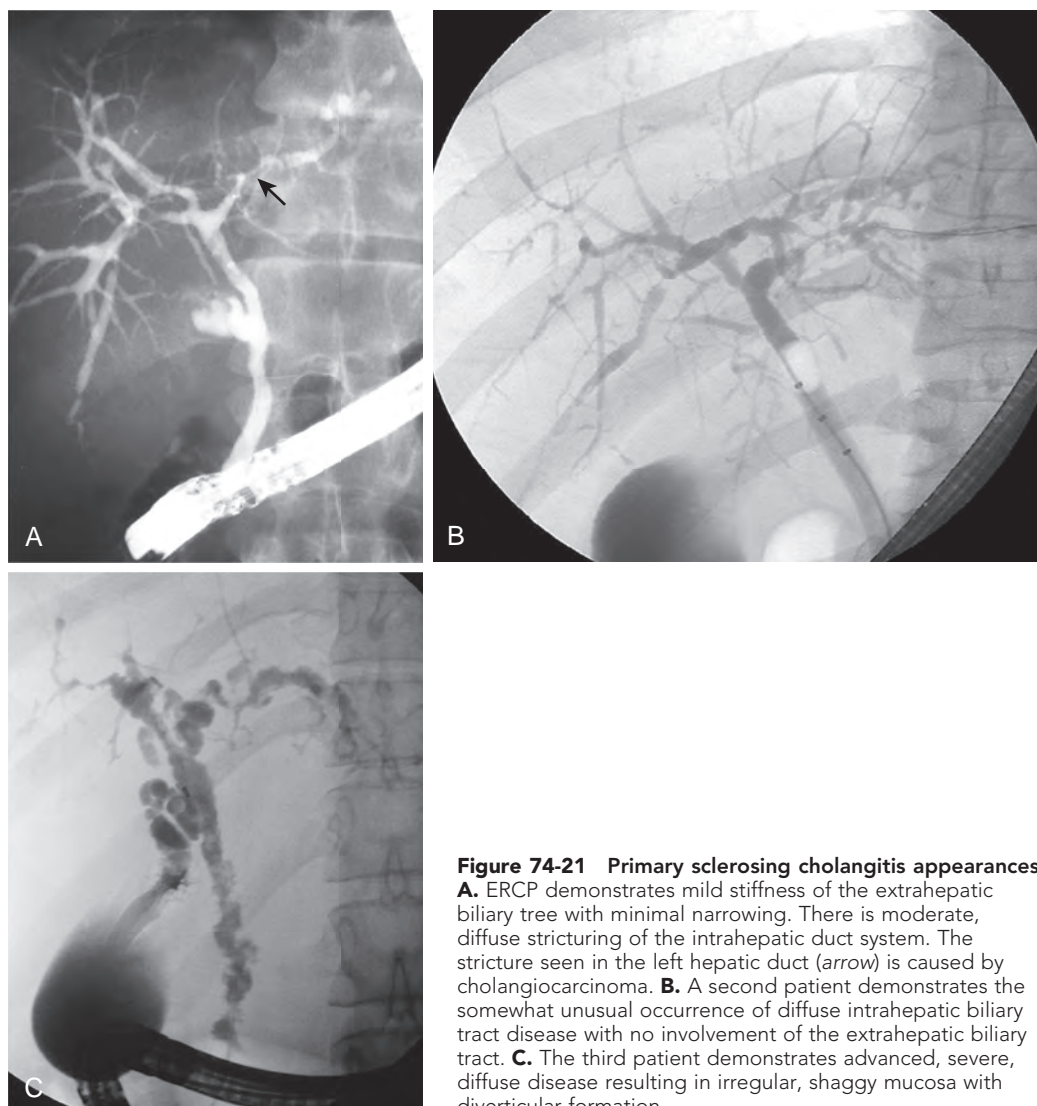 A
B
C
Figure 74-21 Primary sclerosing cholangitis appearances
A. ERCP demonstrates mild stiffness of the extrahepatic
biliary tree with minimal narrowing. There is moderate,
diffuse stricturing of the intrahepatic duct system. The
stricture seen in the left hepatic duct (arrow) is caused by
cholangiocarcinoma. B. A second patient demonstrates the
somewhat unusual occurrence of diffuse intrahepatic biliary
tract disease with no involvement of the extrahepatic biliary
tract. C. The third patient demonstrates advanced, severe,
diffuse disease resulting in irregular, shaggy mucosa with
diverticular formation